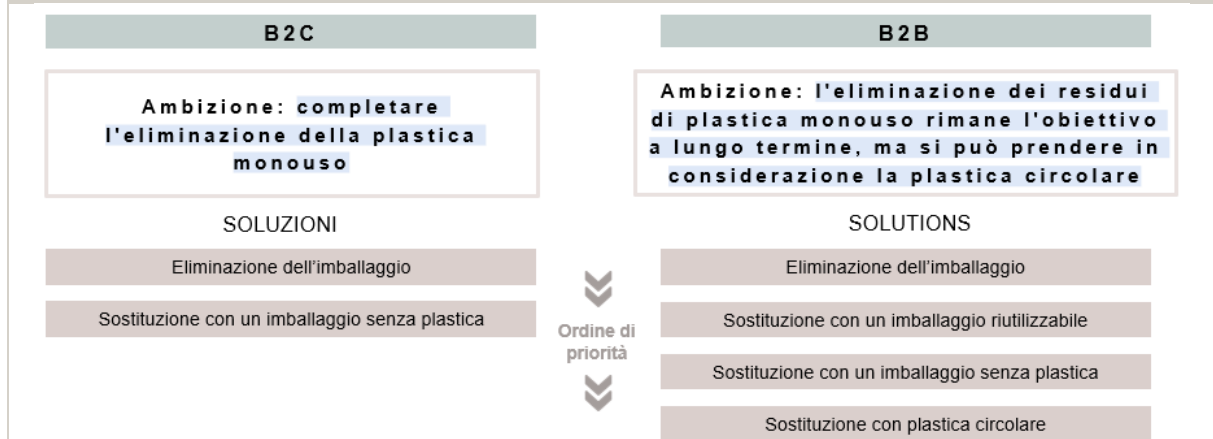 B2C
Ambizione: completare
l'eliminazione della plastica
monouso
SOLUZIONI
Eliminazione dell'imballaggio
Sostituzione con un imballaggio senza plastica
Ordine di
priorità
B2B
Ambizione: l'eliminazione dei residui
di plastica monouso rimane l'obiettivo
a lungo termine, ma si può prendere in
considerazione la plastica circolare
SOLUTIONS
Eliminazione dell'imballaggio
Sostituzione con un imballaggio riutilizzabile
Sostituzione con un imballaggio senza plastica
Sostituzione con plastica circolare